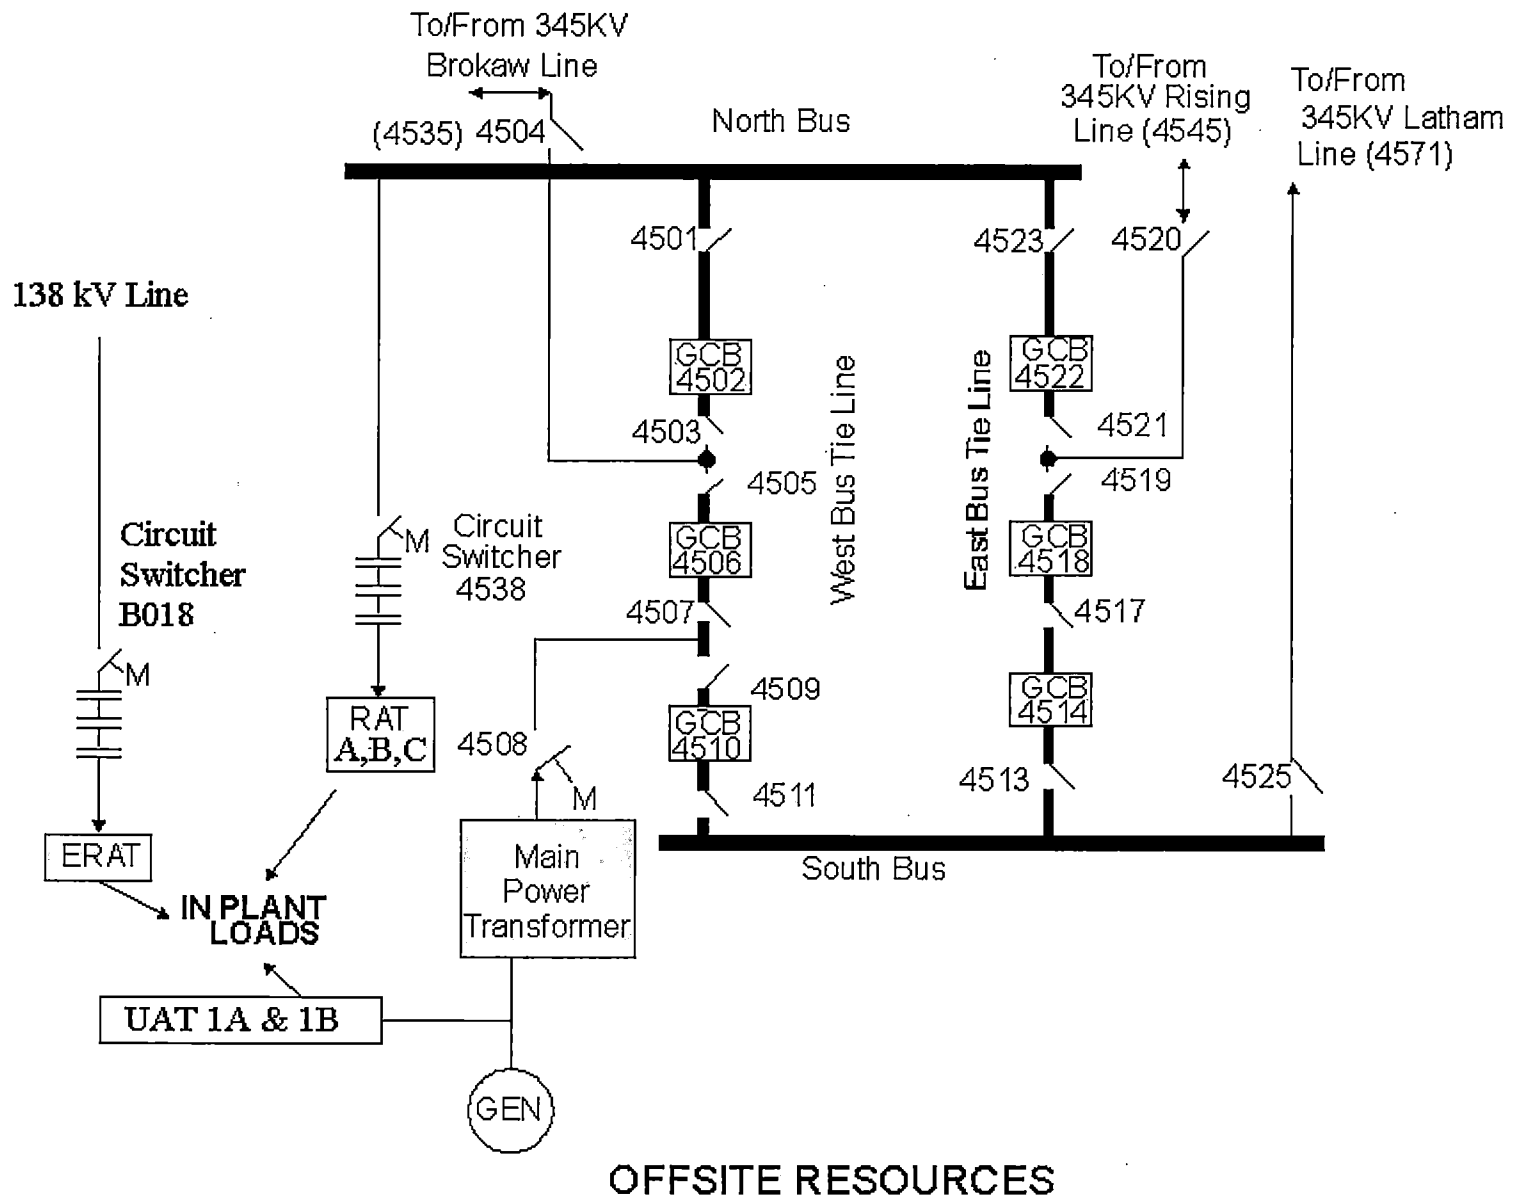 To/From 345KV
Brokaw Line
(4535) 4504
North Bus
To/From
345KV Rising
Line (4545)
To/From
345KV Latham
Line (4571)
4501
4523
4520
138 kV Line
GCB
4502
GCB
4522
West Bus Tie Line
East Bus Tie Line
4503
4521
4505
4519
Circuit
Switcher
B018
M
Circuit
Switcher
4538
M
GCB
4506
GCB
4518
4507
4517
4509
GCB
4510
GCB
4514
RAT
A,B,C
4508
M
4511
4513
4525
ERAT
Main
Power
Transformer
South Bus
IN PLANT
LOADS
UAT 1A & 1B
GEN
OFFSITE RESOURCES